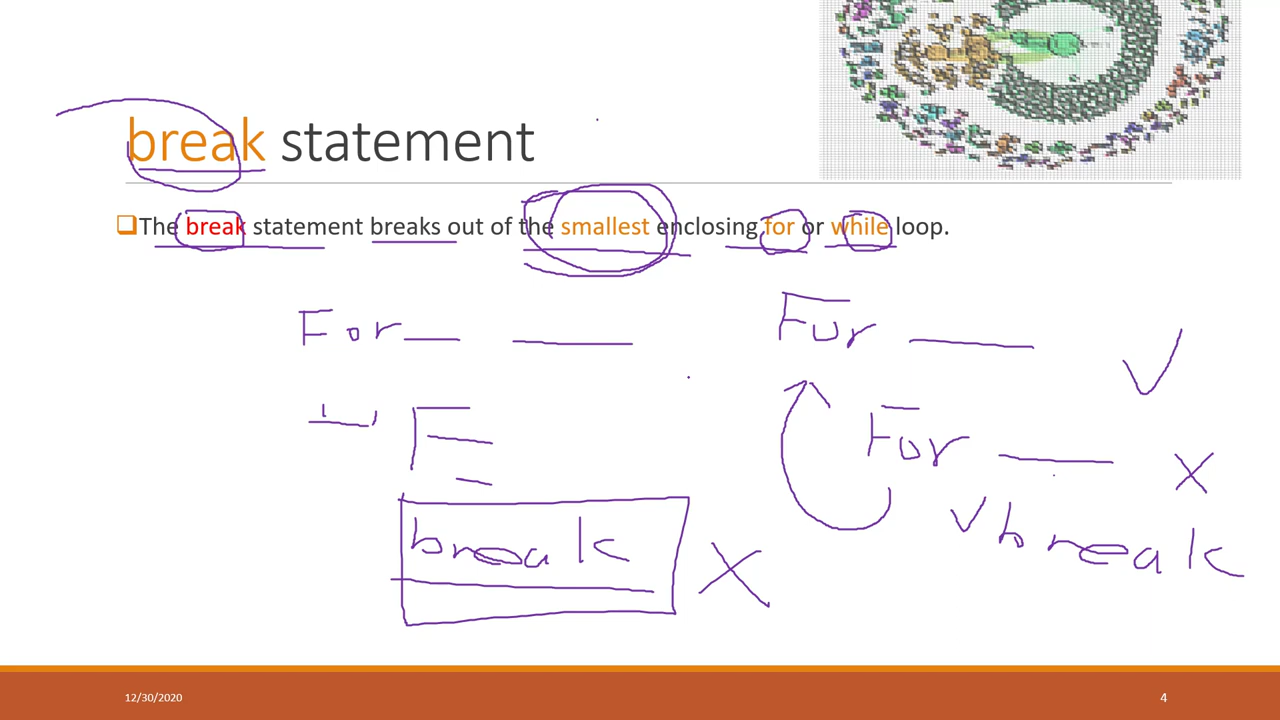 break statement
The break statement breaks out of the smallest enclosing for or while loop.
For
For
For
break
break
12/30/2020
4